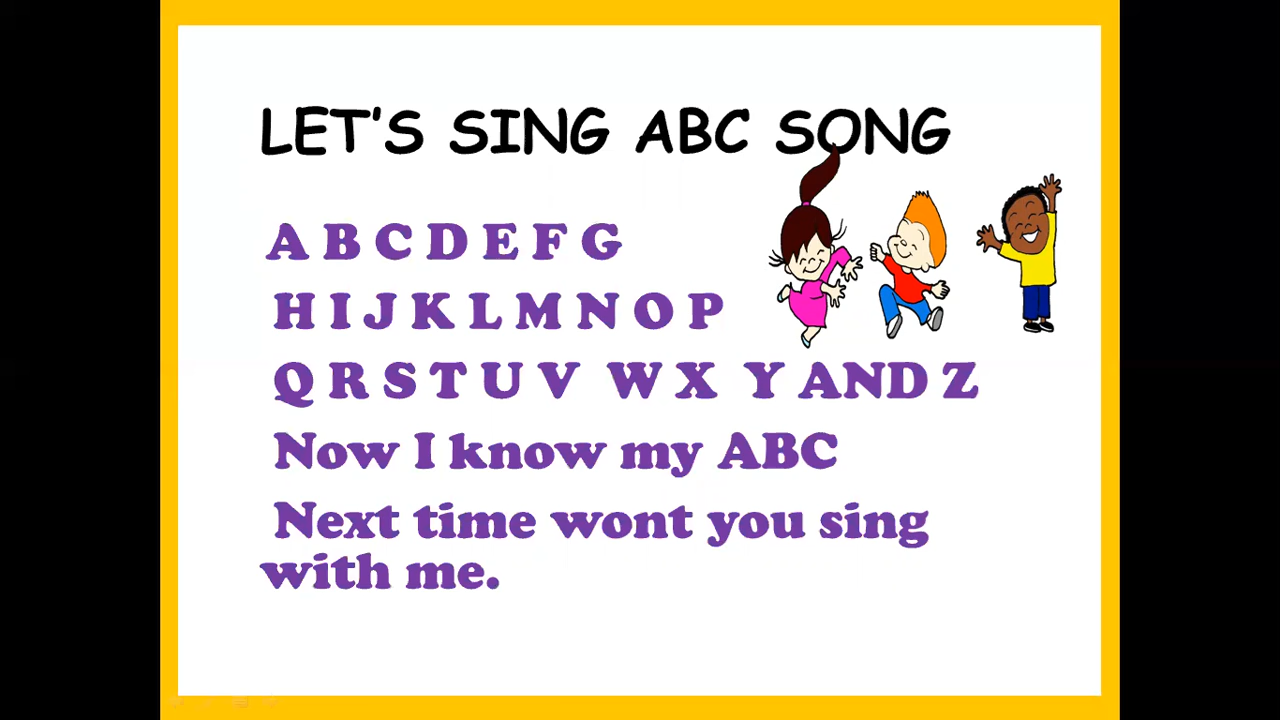 LET'S SING ABC SONG
A B C D E F G
H I J K L M N O P
Q R S T U V W X Y AND Z
Now I know my ABC
Next time wont you sing
with me.